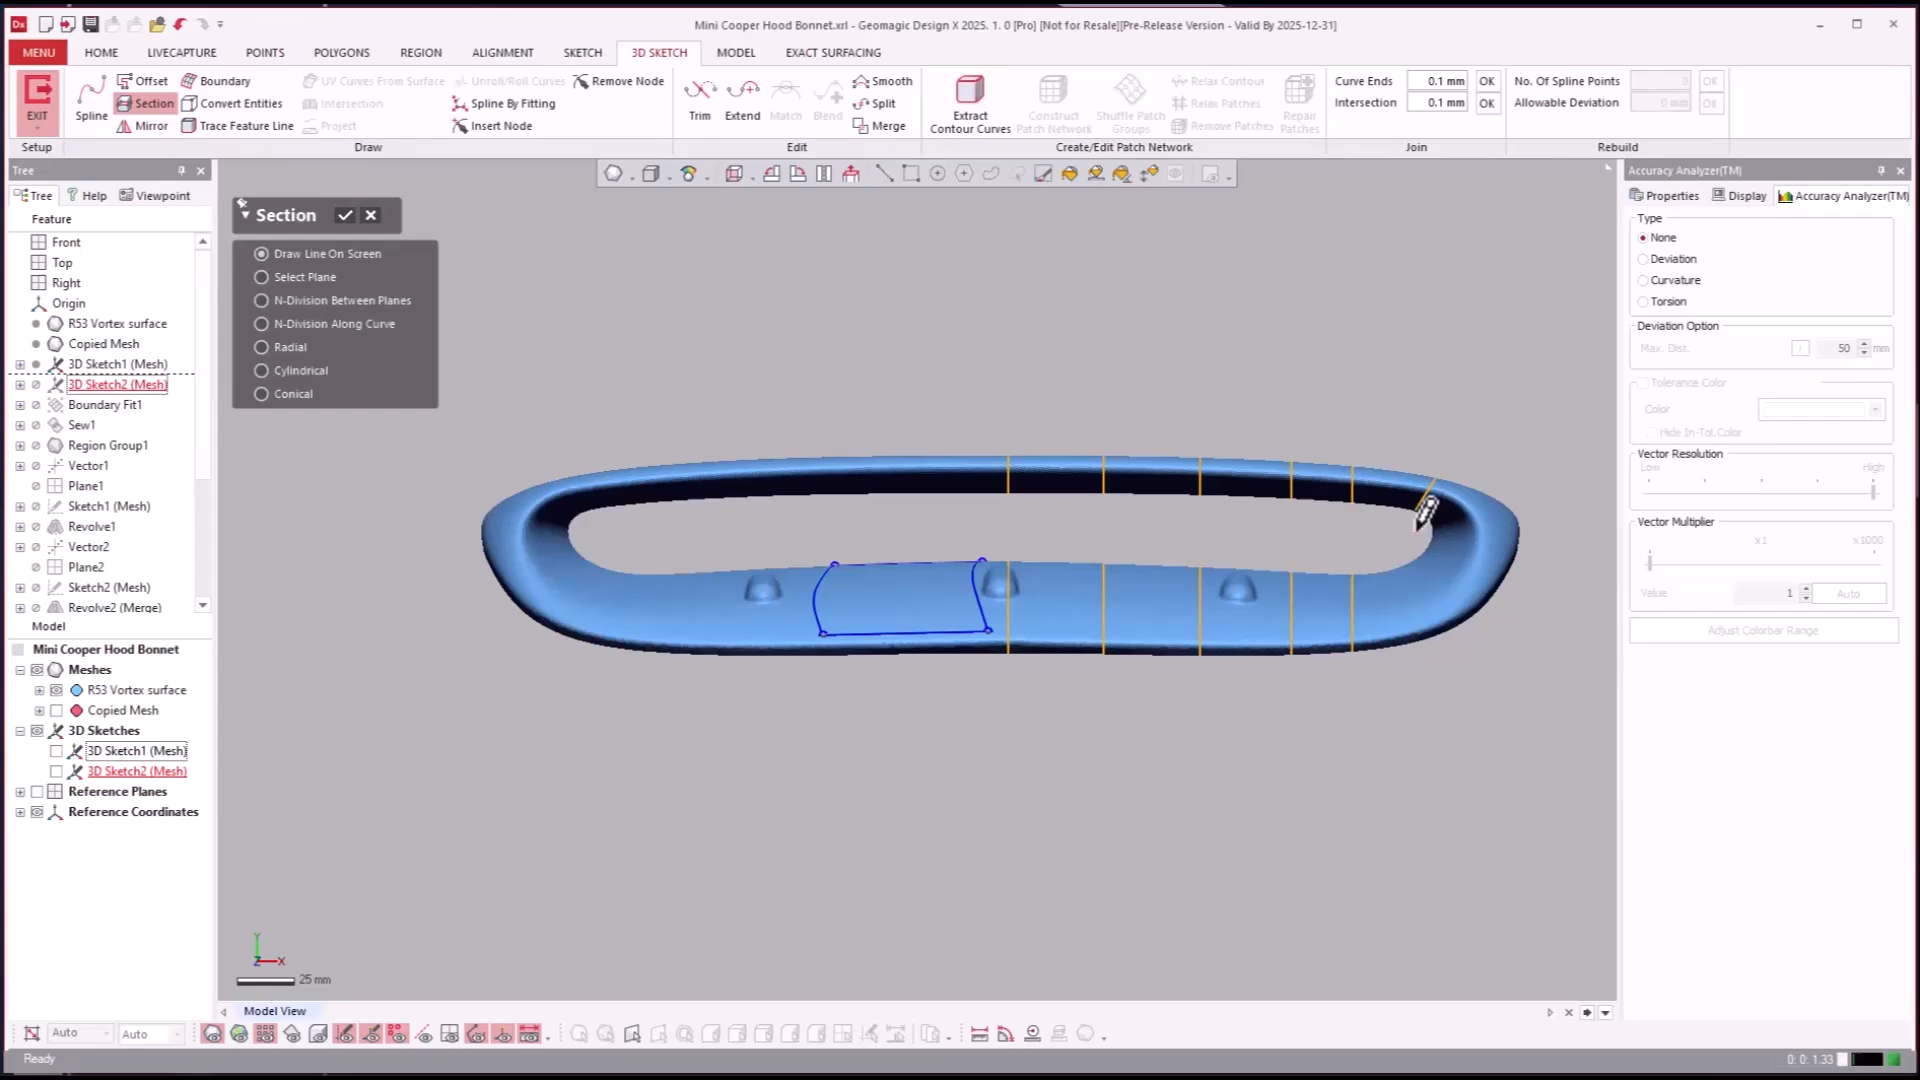 Mini Cooper Hood Bonnet.xrl - Geomagic Design X 2025. 1. 0 [Pro] [Not for Resale][Pre-Release Version - Valid By 2025-12-31]
MENU HOME LIVECAPTURE POINTS POLYGONS REGION ALIGNMENT SKETCH 3D SKETCH MODEL EXACT SURFACING
EXIT
Setup
Spline
Offset
Section
Mirror
Boundary
Convert Entities
Trace Feature Line
UV Curves From Surface
Intersection
Project
Unroll/Roll Curves
Spline By Fitting
Insert Node
Remove Node
Draw
Trim
Extend
Match
Blend
Smooth
Split
Merge
Edit
Extract
Contour Curves
Construct
Patch Network
Shuffle Patch
Groups
Relax Contour
Relax Patches
Remove Patches
Repair
Patches
Create/Edit Patch Network
Curve Ends 0.1 mm OK
Intersection 0.1 mm OK
Join
No. Of Spline Points 0 OK
Allowable Deviation 0 mm OK
Rebuild
Tree
Tree Help Viewpoint
Feature
Front
Top
Right
Origin
R53 Vortex surface
Copied Mesh
3D Sketch1 (Mesh)
3D Sketch2 (Mesh)
Boundary Fit1
Sew1
Region Group1
Vector1
Plane1
Sketch1 (Mesh)
Revolve1
Vector2
Plane2
Sketch2 (Mesh)
Revolve2 (Merge)
Model
Mini Cooper Hood Bonnet
Meshes
R53 Vortex surface
Copied Mesh
3D Sketches
3D Sketch1 (Mesh)
3D Sketch2 (Mesh)
Reference Planes
Reference Coordinates
Section
Draw Line On Screen
Select Plane
N-Division Between Planes
N-Division Along Curve
Radial
Cylindrical
Conical
Y
Z X
25 mm
Model View
Accuracy Analyzer(TM)
Properties Display Accuracy Analyzer(TM)
Type
None
Deviation
Curvature
Torsion
Deviation Option
Max. Dist. 50 mm
Tolerance Color
Color
Hide In-Tol.Color
Vector Resolution
Low High
Vector Multiplier
x1 x1000
Value 1 Auto
Adjust Colorbar Range
Auto Auto
Ready
0: 0: 1.33